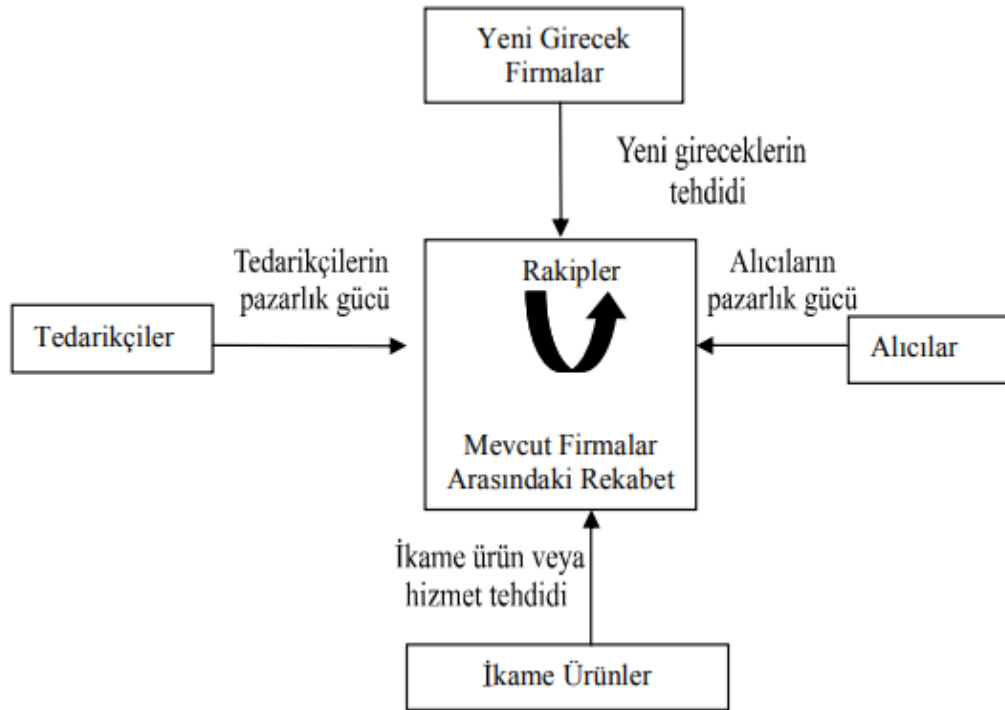 Yeni Girecek
Firmalar
Yeni gireceklerin
tehdidi
Tedarikçilerin
pazarlık gücü
Rakipler
Alıcıların
pazarlık gücü
Tedarikçiler
Alıcılar
Mevcut Firmalar
Arasındaki Rekabet
İkame ürün veya
hizmet tehdidi
İkame Ürünler